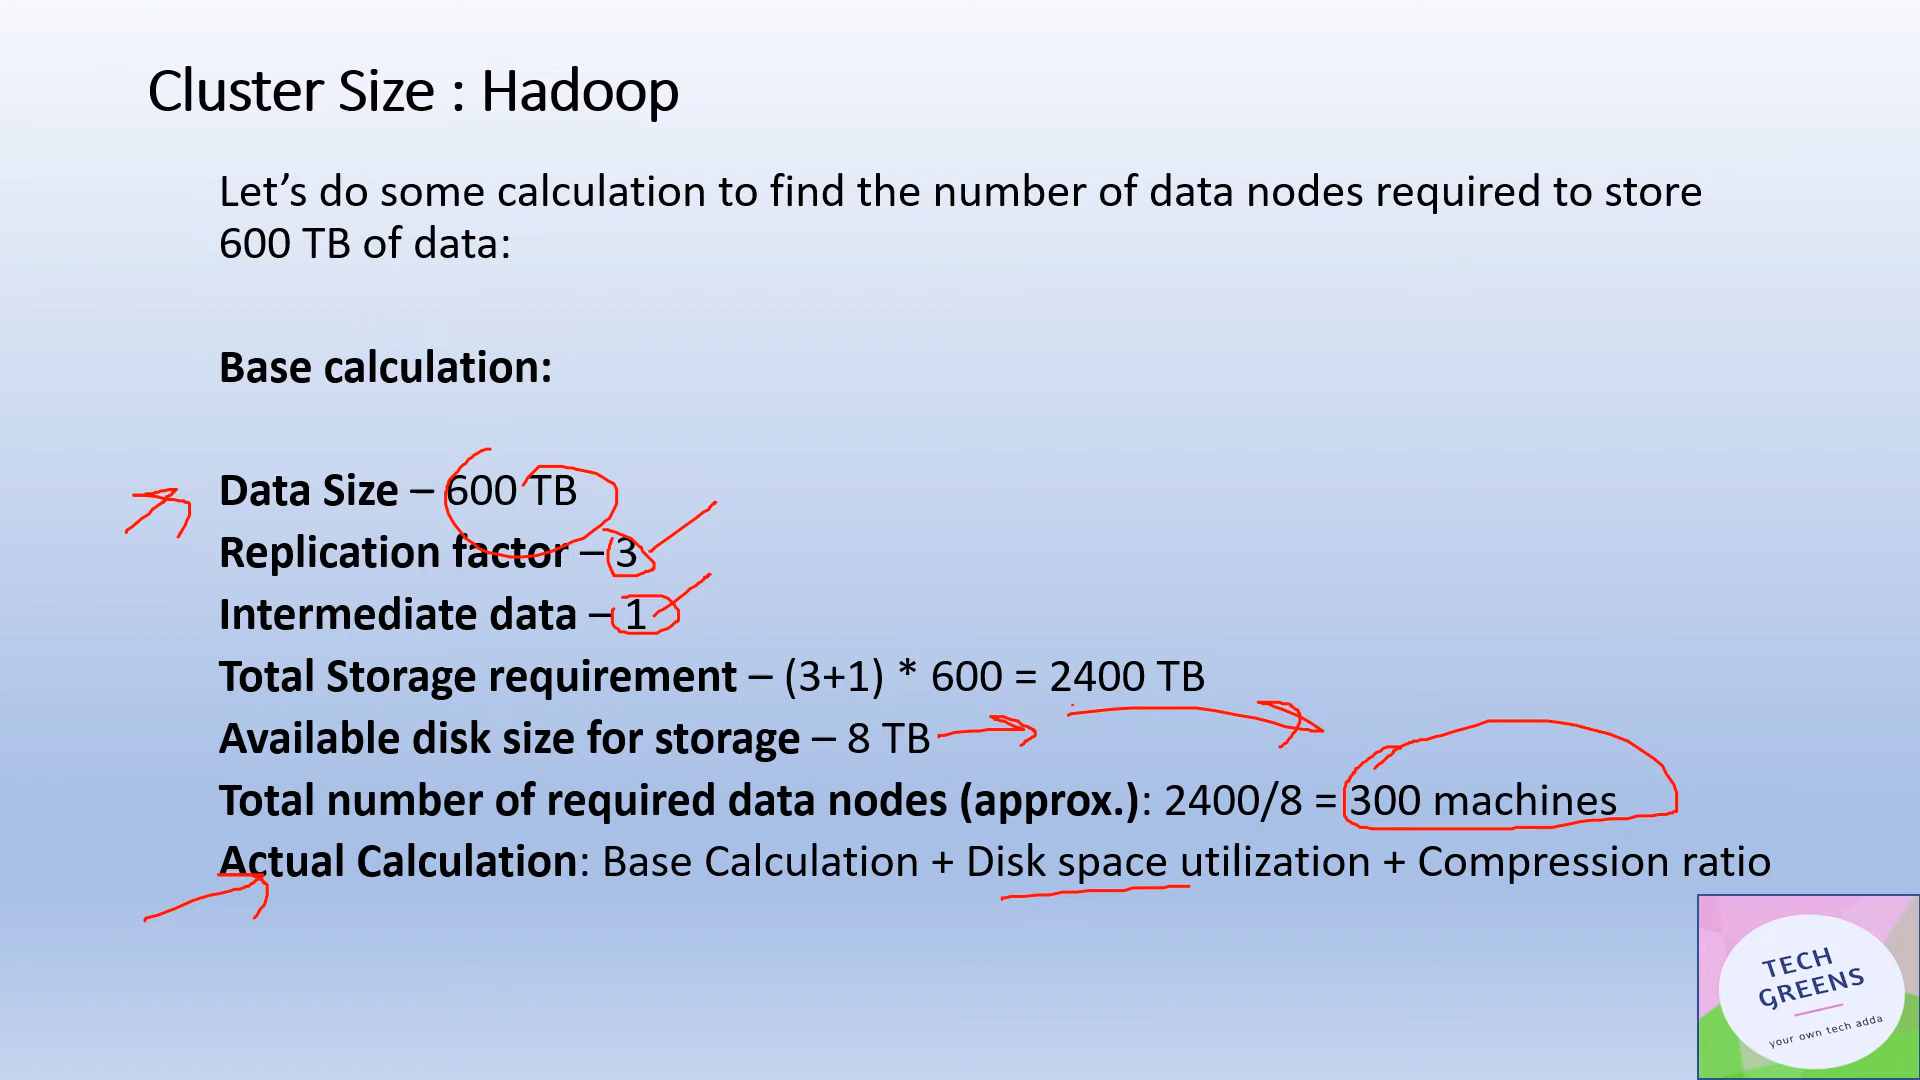 Cluster Size : Hadoop
Let’s do some calculation to find the number of data nodes required to store
600 TB of data:
Base calculation:
Data Size – 600 TB
Replication factor – 3
Intermediate data – 1
Total Storage requirement – (3+1) * 600 = 2400 TB
Available disk size for storage – 8 TB
Total number of required data nodes (approx.): 2400/8 = 300 machines
Actual Calculation: Base Calculation + Disk space utilization + Compression ratio
TECH
GREENS
your own tech adda